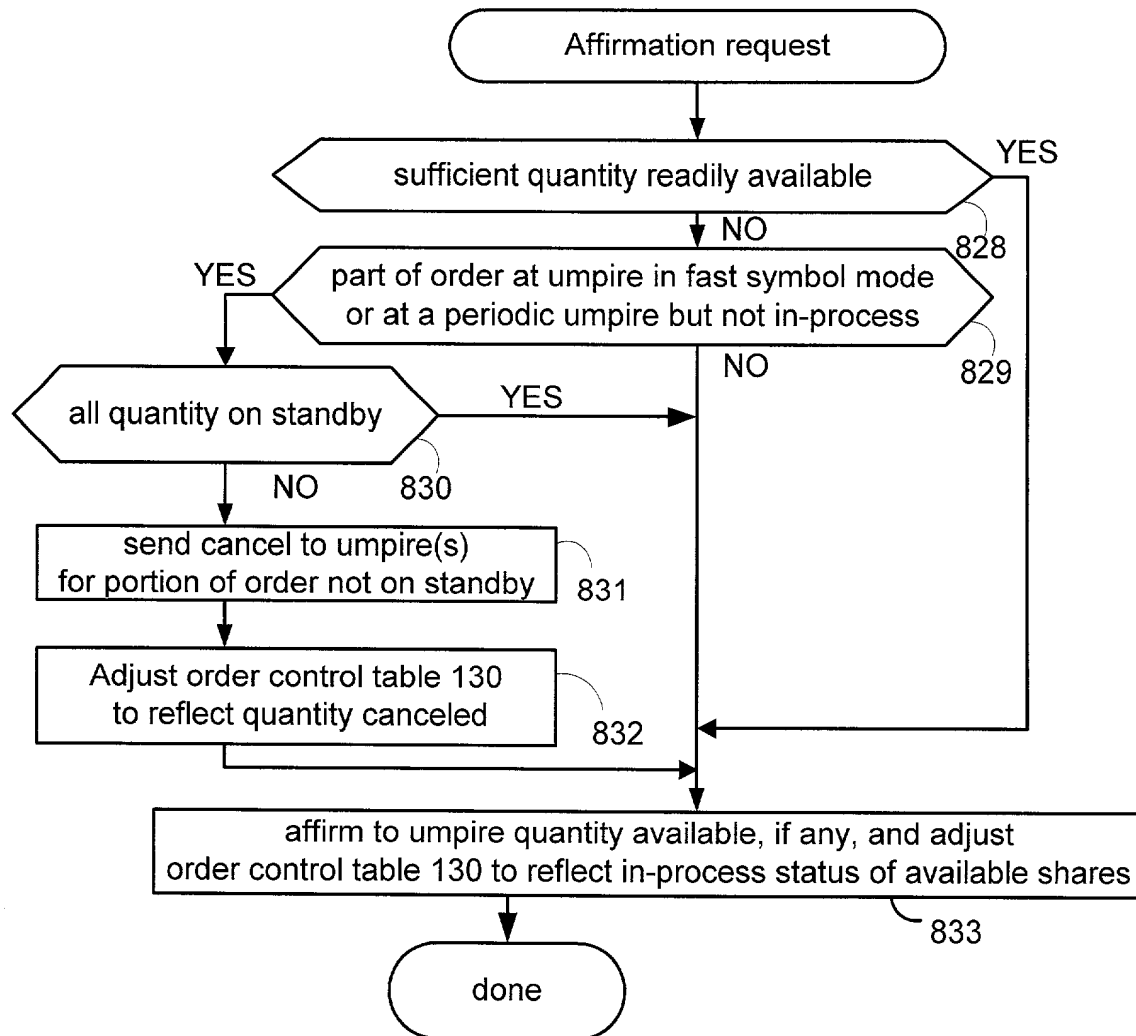 Affirmation request
YES
sufficient quantity readily available
NO
828
YES
part of order at umpire in fast symbol mode
or at a periodic umpire but not in-process
NO
829
all quantity on standby
YES
NO
830
send cancel to umpire(s)
for portion of order not on standby
831
Adjust order control table 130
to reflect quantity canceled
832
affirm to umpire quantity available, if any, and adjust
order control table 130 to reflect in-process status of available shares
833
done